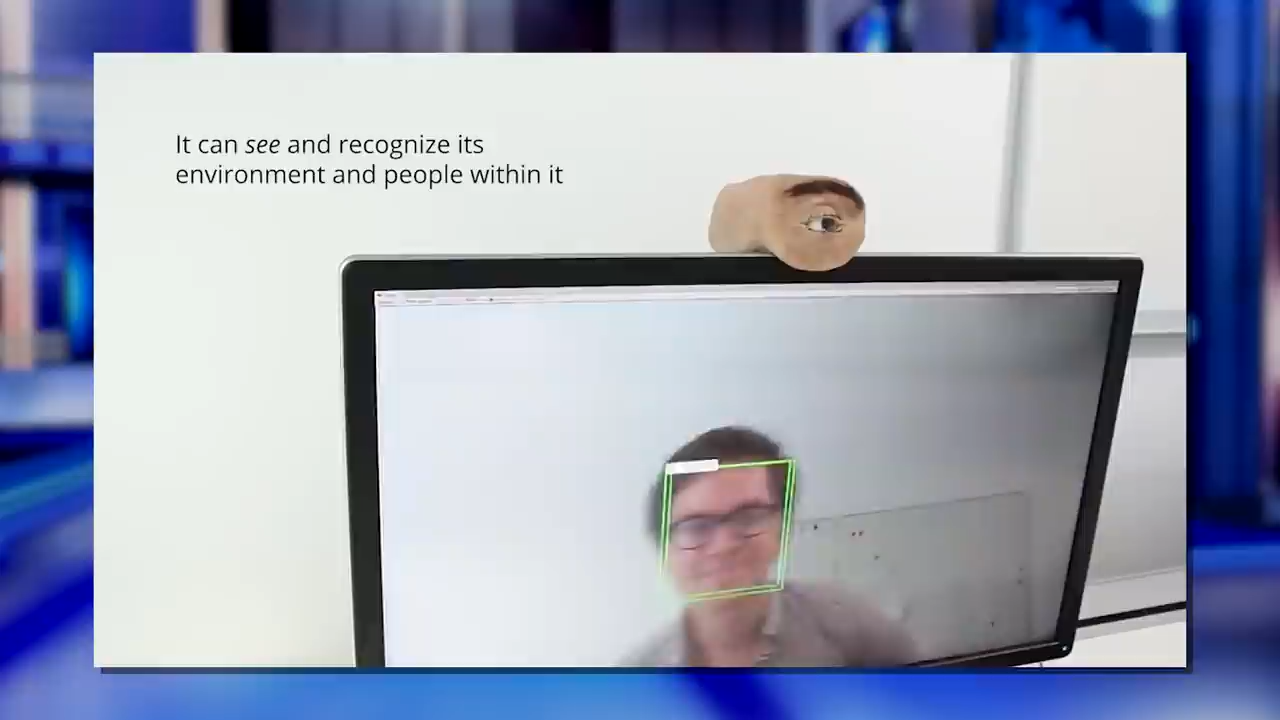 It can see and recognize its
environment and people within it